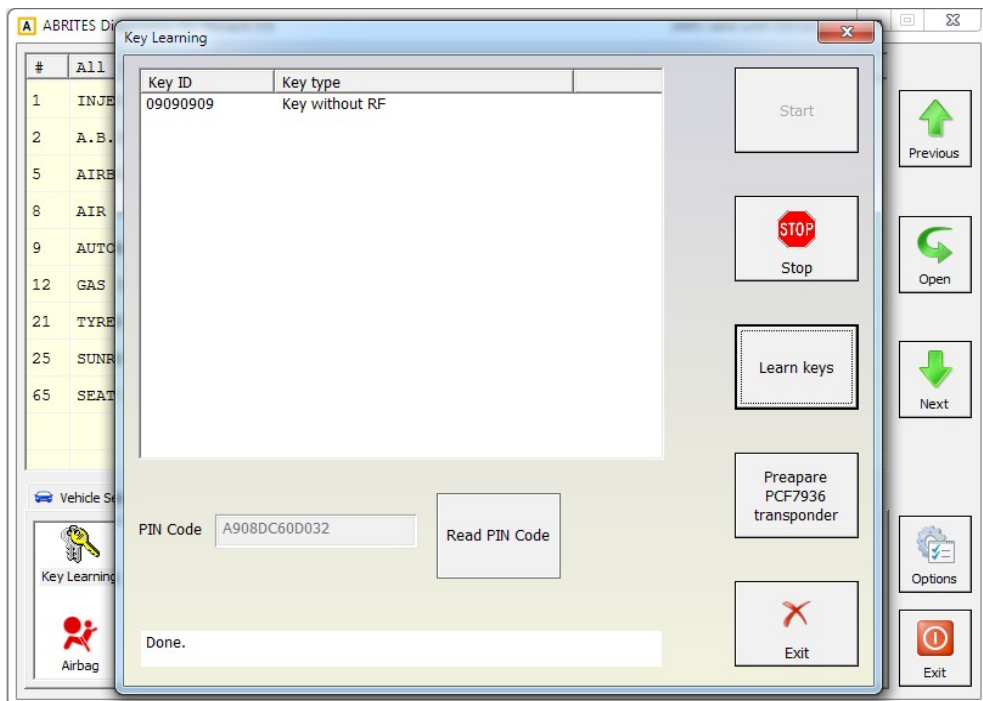 ABRITES Di
Key Learning
# All
1 INJE
2 A.B.
5 AIRB
8 AIR
9 AUTO
12 GAS
21 TYRE
25 SUNR
65 SEAT
Key ID Key type
09090909 Key without RF
Start
STOP
Stop
Learn keys
Preapare
PCF7936
transponder
PIN Code A908DC60D032
Read PIN Code
Done.
Exit
Vehicle Se
Key Learning
Airbag
Previous
Open
Next
Options
Exit